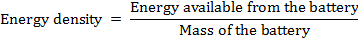 Energy density = Energy available from the battery / Mass of the battery